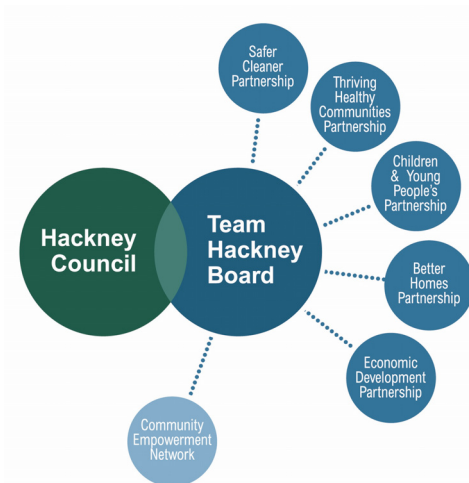 Safer
Cleaner
Partnership
Thriving
Healthy
Communities
Partnership
Children
& Young
People's
Partnership
Hackney
Council
Team
Hackney
Board
Better
Homes
Partnership
Economic
Development
Partnership
Community
Empowerment
Network